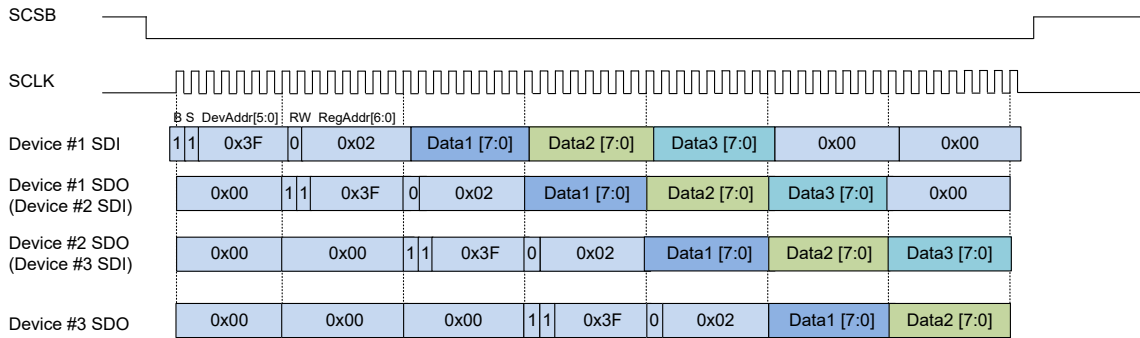 SCSB
SCLK
B S DevAddr[5:0] RW RegAddr[6:0]
Device #1 SDI 1 1 0x3F 0 0x02 Data1 [7:0] Data2 [7:0] Data3 [7:0] 0x00 0x00
Device #1 SDO
(Device #2 SDI)
0x00 1 1 0x3F 0 0x02 Data1 [7:0] Data2 [7:0] Data3 [7:0] 0x00
Device #2 SDO
(Device #3 SDI)
0x00 0x00 1 1 0x3F 0 0x02 Data1 [7:0] Data2 [7:0] Data3 [7:0]
Device #3 SDO 0x00 0x00 0x00 1 1 0x3F 0 0x02 Data1 [7:0] Data2 [7:0]